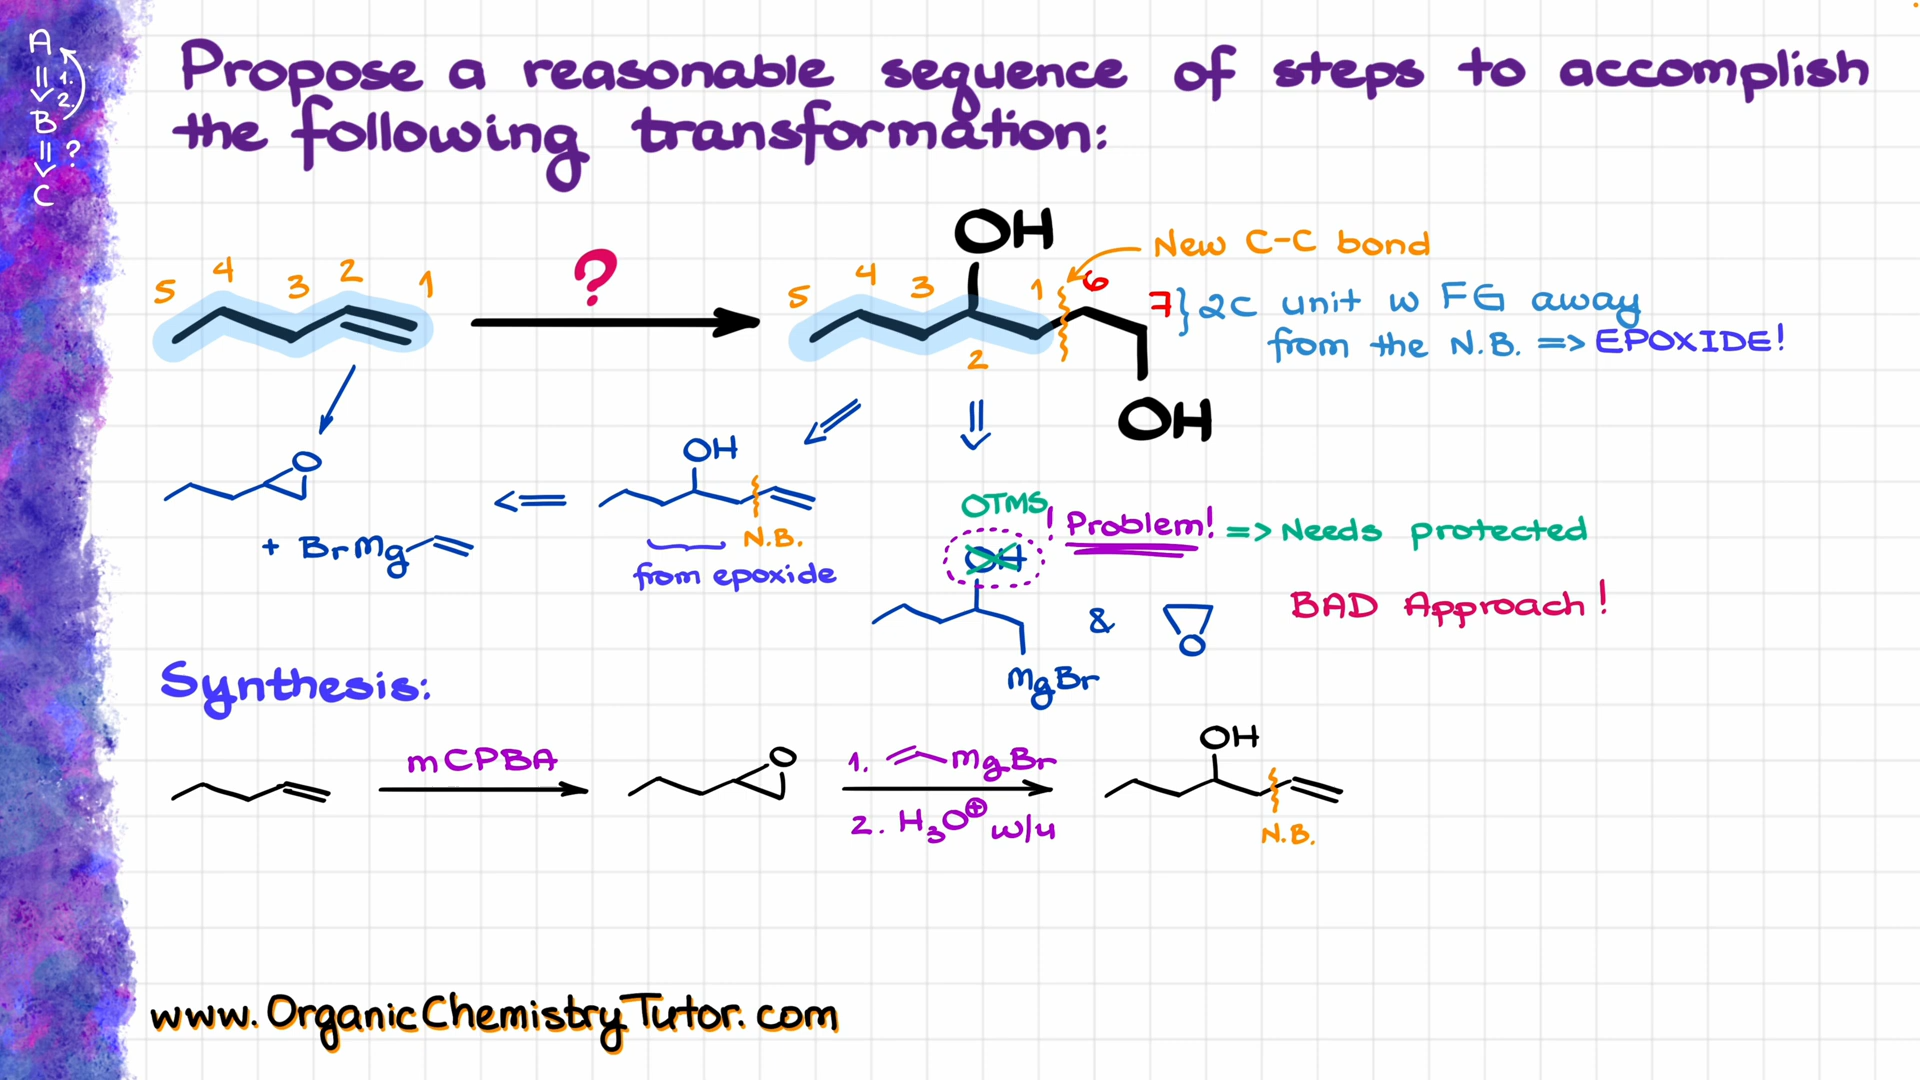 A
1.
2.
B
?
C
Propose a reasonable sequence of steps to accomplish
the following transformation:
5 4 3 2 1
?
OH
5 4 3 2 1 6 7
New C-C bond
} 2C unit w FG away
from the N.B. => EPOXIDE!
OH
O
+ BrMg
OH
N.B.
from epoxide
OTMS
OH
! Problem! => Needs protected
BAD Approach!
&
O
MgBr
Synthesis:
mCPBA
O
1. MgBr
2. H3O⊕ w/u
OH
N.B.
www.OrganicChemistryTutor.com